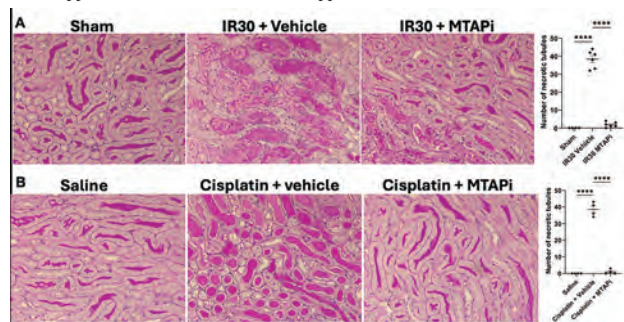 A
Sham
IR30 + Vehicle
IR30 + MTAPi
Number of necrotic tubules
50
40
30
20
10
0
****
****
Sham
IR30 Vehicle
IR30 MTAPi
B
Saline
Cisplatin + vehicle
Cisplatin + MTAPi
Number of necrotic tubules
50
40
30
20
10
0
****
****
Saline
Cisplatin + Vehicle
Cisplatin + MTAPi